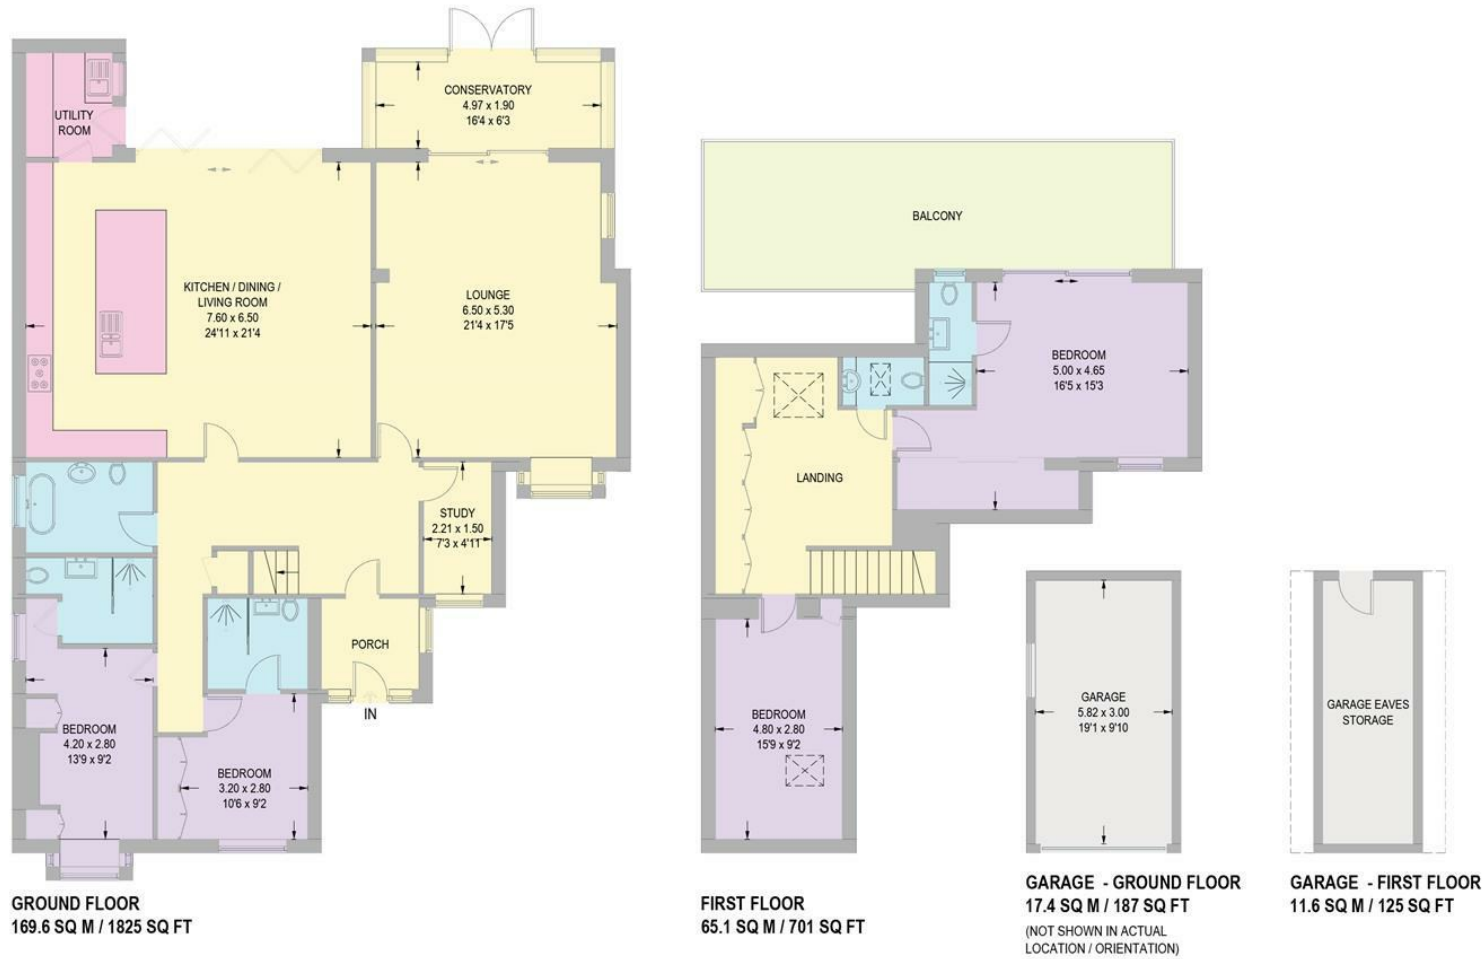 CONSERVATORY
4.97 x 1.90
16'4 x 6'3
UTILITY
ROOM
KITCHEN / DINING /
LIVING ROOM
7.60 x 6.50
24'11 x 21'4
LOUNGE
6.50 x 5.30
21'4 x 17'5
STUDY
2.21 x 1.50
7'3 x 4'11
PORCH
IN
BEDROOM
4.20 x 2.80
13'9 x 9'2
BEDROOM
3.20 x 2.80
10'6 x 9'2
GROUND FLOOR
169.6 SQ M / 1825 SQ FT
BALCONY
BEDROOM
5.00 x 4.65
16'5 x 15'3
LANDING
BEDROOM
4.80 x 2.80
15'9 x 9'2
FIRST FLOOR
65.1 SQ M / 701 SQ FT
GARAGE
5.82 x 3.00
19'1 x 9'10
GARAGE - GROUND FLOOR
17.4 SQ M / 187 SQ FT
(NOT SHOWN IN ACTUAL
LOCATION / ORIENTATION)
GARAGE EAVES
STORAGE
GARAGE - FIRST FLOOR
11.6 SQ M / 125 SQ FT